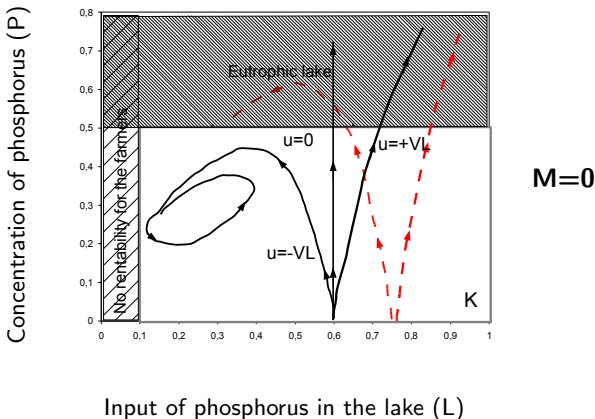 Concentration of phosphorus (P)
0,8
0,7
0,6
0,5
0,4
0,3
0,2
0,1
0
No rentability for the farmers
Eutrophic lake
u=0
u=+VL
u=-VL
K
M=0
0
0,1
0,2
0,3
0,4
0,5
0,6
0,7
0,8
0,9
1
Input of phosphorus in the lake (L)